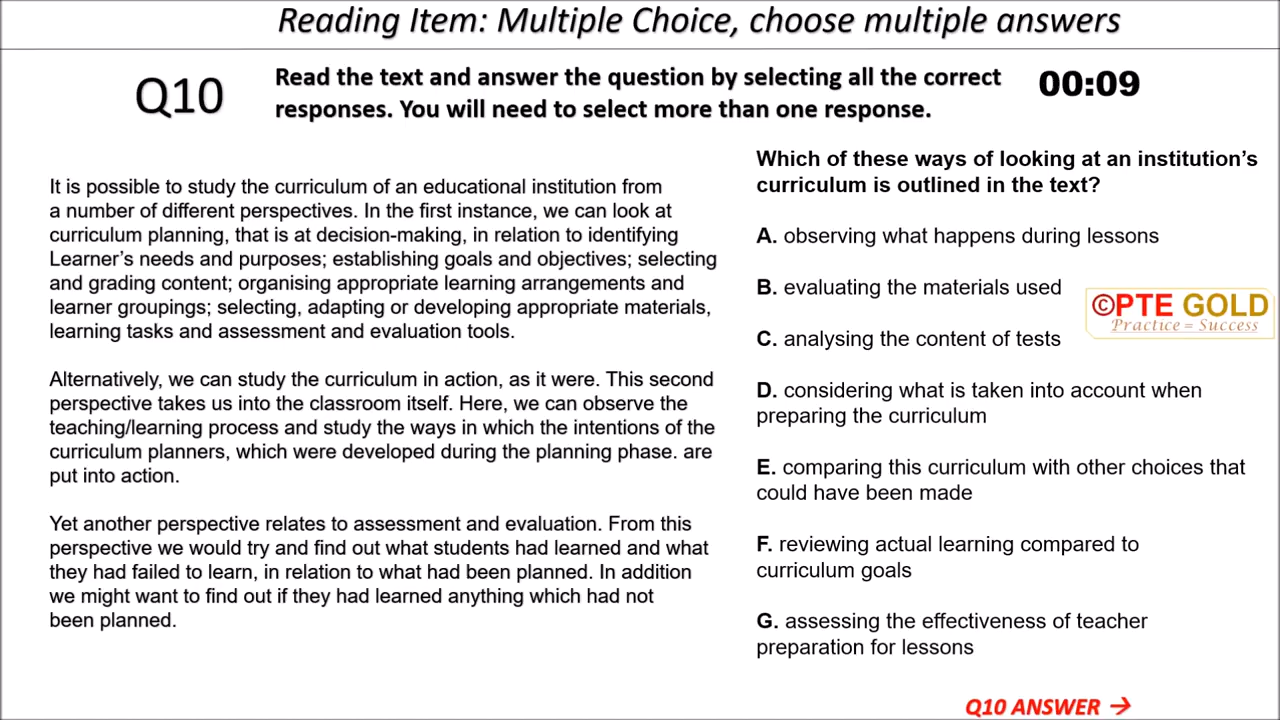 Reading Item: Multiple Choice, choose multiple answers
Q10
Read the text and answer the question by selecting all the correct
responses. You will need to select more than one response.
00:09
It is possible to study the curriculum of an educational institution from
a number of different perspectives. In the first instance, we can look at
curriculum planning, that is at decision-making, in relation to identifying
Learner's needs and purposes; establishing goals and objectives; selecting
and grading content; organising appropriate learning arrangements and
learner groupings; selecting, adapting or developing appropriate materials,
learning tasks and assessment and evaluation tools.
Alternatively, we can study the curriculum in action, as it were. This second
perspective takes us into the classroom itself. Here, we can observe the
teaching/learning process and study the ways in which the intentions of the
curriculum planners, which were developed during the planning phase. are
put into action.
Yet another perspective relates to assessment and evaluation. From this
perspective we would try and find out what students had learned and what
they had failed to learn, in relation to what had been planned. In addition
we might want to find out if they had learned anything which had not
been planned.
Which of these ways of looking at an institution's
curriculum is outlined in the text?
A. observing what happens during lessons
B. evaluating the materials used
C. analysing the content of tests
D. considering what is taken into account when
preparing the curriculum
E. comparing this curriculum with other choices that
could have been made
F. reviewing actual learning compared to
curriculum goals
G. assessing the effectiveness of teacher
preparation for lessons
©PTE GOLD
Practice = Success
Q10 ANSWER →